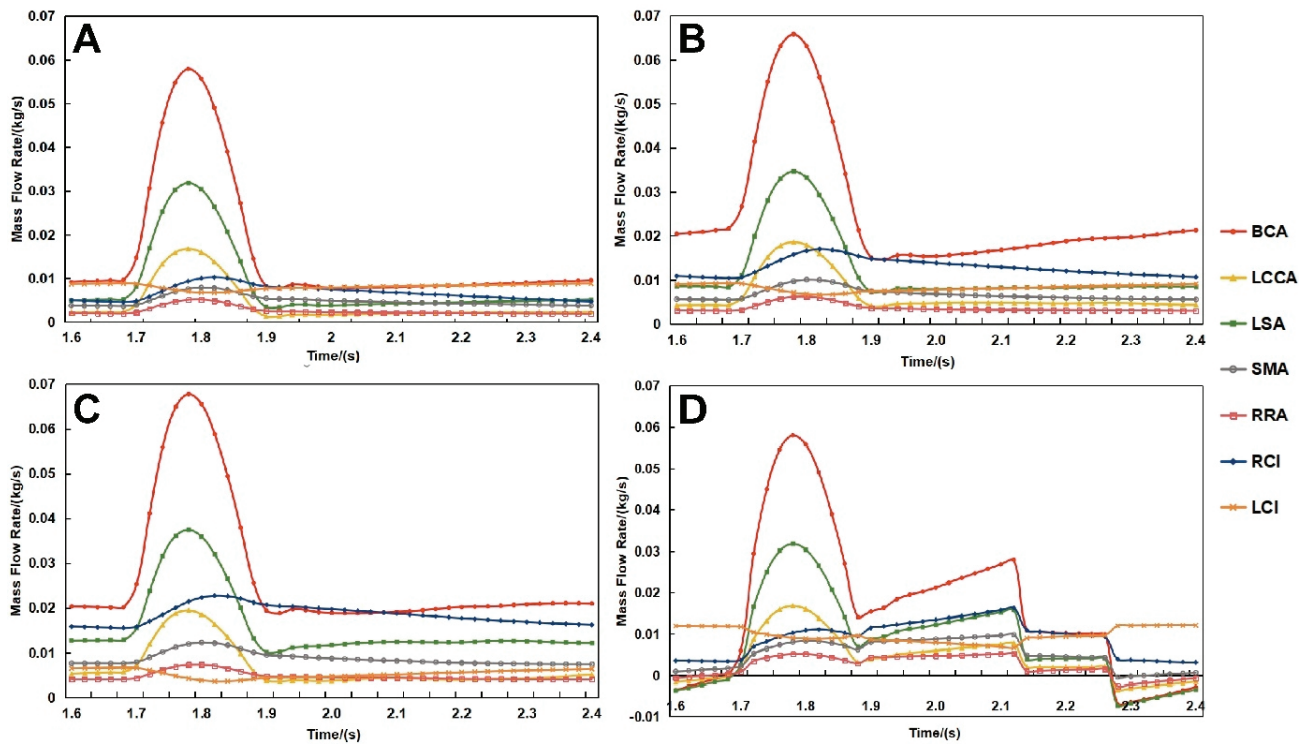 A
Mass Flow Rate/(kg/s)
0.07
0.06
0.05
0.04
0.03
0.02
0.01
0
1.6 1.7 1.8 1.9 2 2.1 2.2 2.3 2.4
Time/(s)
B
Mass Flow Rate/(kg/s)
0.07
0.06
0.05
0.04
0.03
0.02
0.01
0
1.6 1.7 1.8 1.9 2.0 2.1 2.2 2.3 2.4
Time/(s)
C
Mass Flow Rate/(kg/s)
0.07
0.06
0.05
0.04
0.03
0.02
0.01
0
1.6 1.7 1.8 1.9 2 2.1 2.2 2.3 2.4
Time/(s)
D
Mass Flow Rate/(kg/s)
0.07
0.06
0.05
0.04
0.03
0.02
0.01
0
-0.01
1.6 1.7 1.8 1.9 2.0 2.1 2.2 2.3 2.4
Time/(s)
BCA
LCCA
LSA
SMA
RRA
RCI
LCI